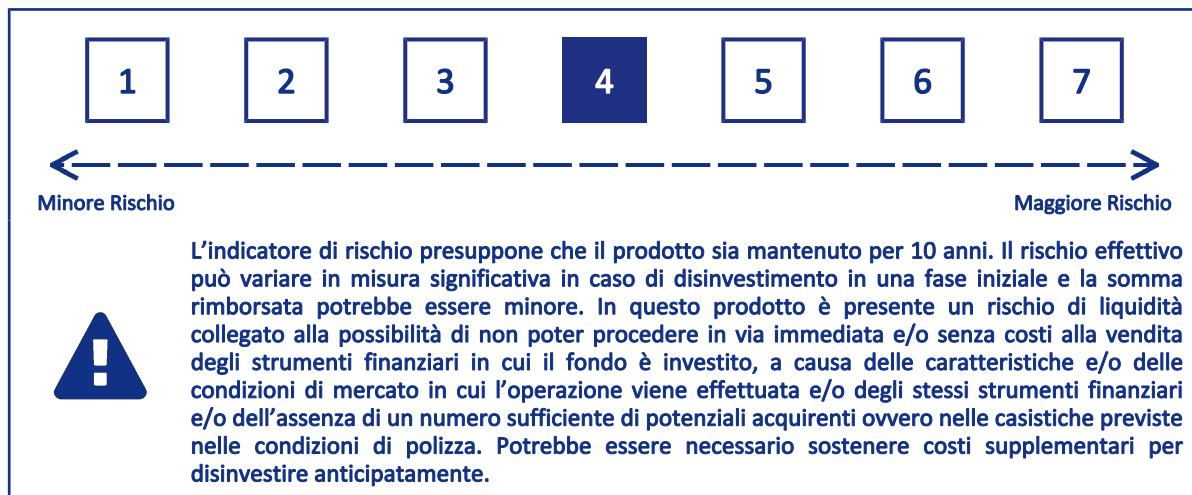 1 2 3 4 5 6 7
Minore Rischio Maggiore Rischio
L'indicatore di rischio presuppone che il prodotto sia mantenuto per 10 anni. Il rischio effettivo
può variare in misura significativa in caso di disinvestimento in una fase iniziale e la somma
rimborsata potrebbe essere minore. In questo prodotto è presente un rischio di liquidità
collegato alla possibilità di non poter procedere in via immediata e/o senza costi alla vendita
degli strumenti finanziari in cui il fondo è investito, a causa delle caratteristiche e/o delle
condizioni di mercato in cui l'operazione viene effettuata e/o degli stessi strumenti finanziari
e/o dell'assenza di un numero sufficiente di potenziali acquirenti ovvero nelle casistiche previste
nelle condizioni di polizza. Potrebbe essere necessario sostenere costi supplementari per
disinvestire anticipatamente.